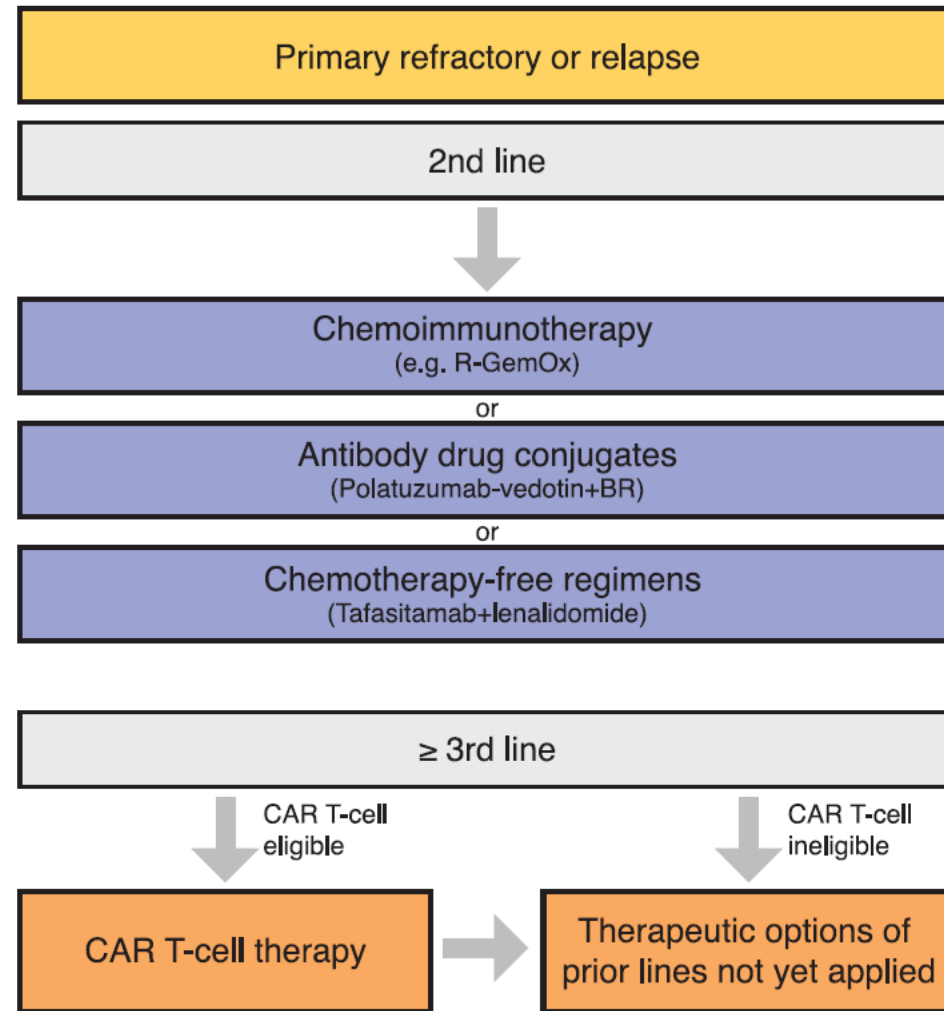 Primary refractory or relapse
2nd line
Chemoimmunotherapy
(e.g. R-GemOx)
or
Antibody drug conjugates
(Polatuzumab-vedotin+BR)
or
Chemotherapy-free regimens
(Tafasitamab+lenalidomide)
≥ 3rd line
CAR T-cell
eligible
CAR T-cell
ineligible
CAR T-cell therapy
Therapeutic options of
prior lines not yet applied